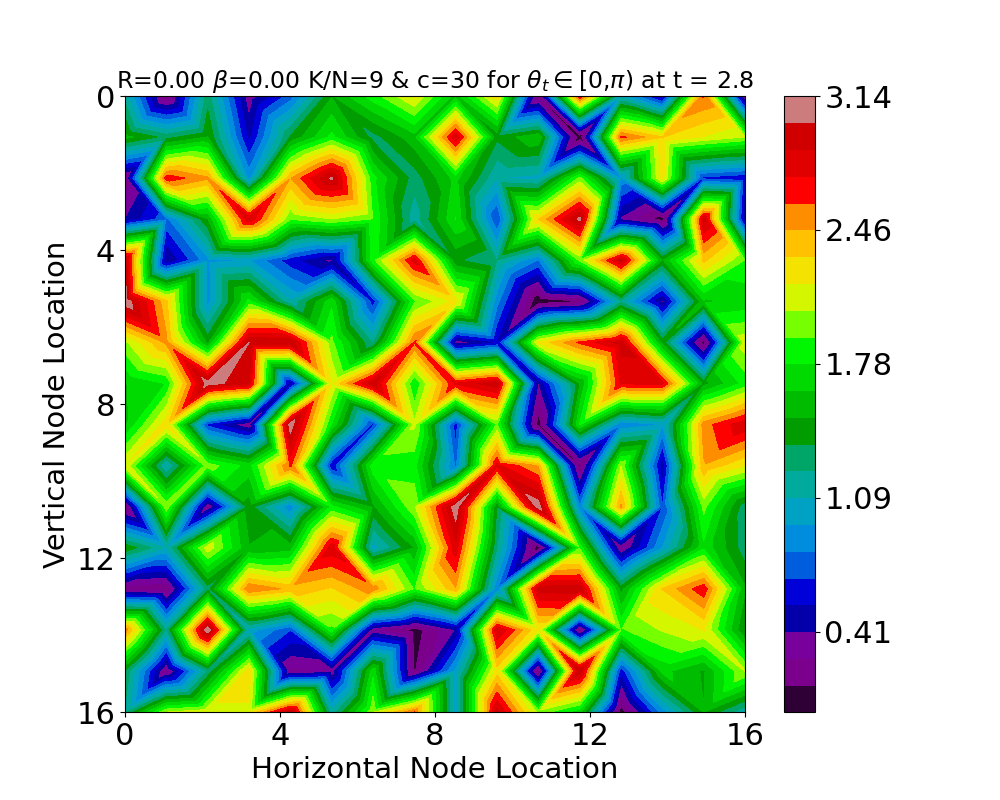 R=0.00 β=0.00 K/N=9 & c=30 for θ_t ∈ [0,π) at t = 2.8
0
4
8
12
16
Vertical Node Location
0 4 8 12 16
Horizontal Node Location
3.14
2.46
1.78
1.09
0.41